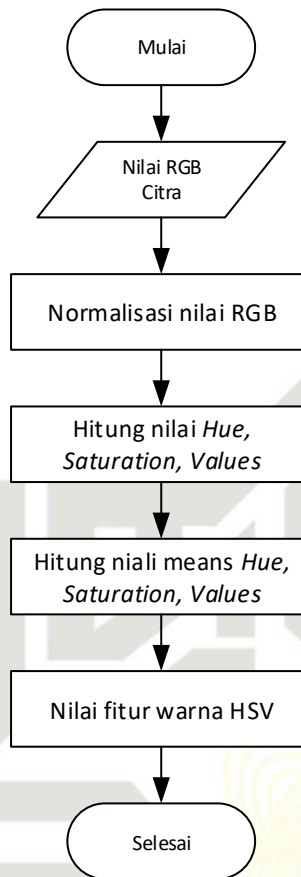 Mulai
Nilai RGB
Citra
Normalisasi nilai RGB
Hitung nilai Hue,
Saturation, Values
Hitung niali means Hue,
Saturation, Values
Nilai fitur warna HSV
Selesai